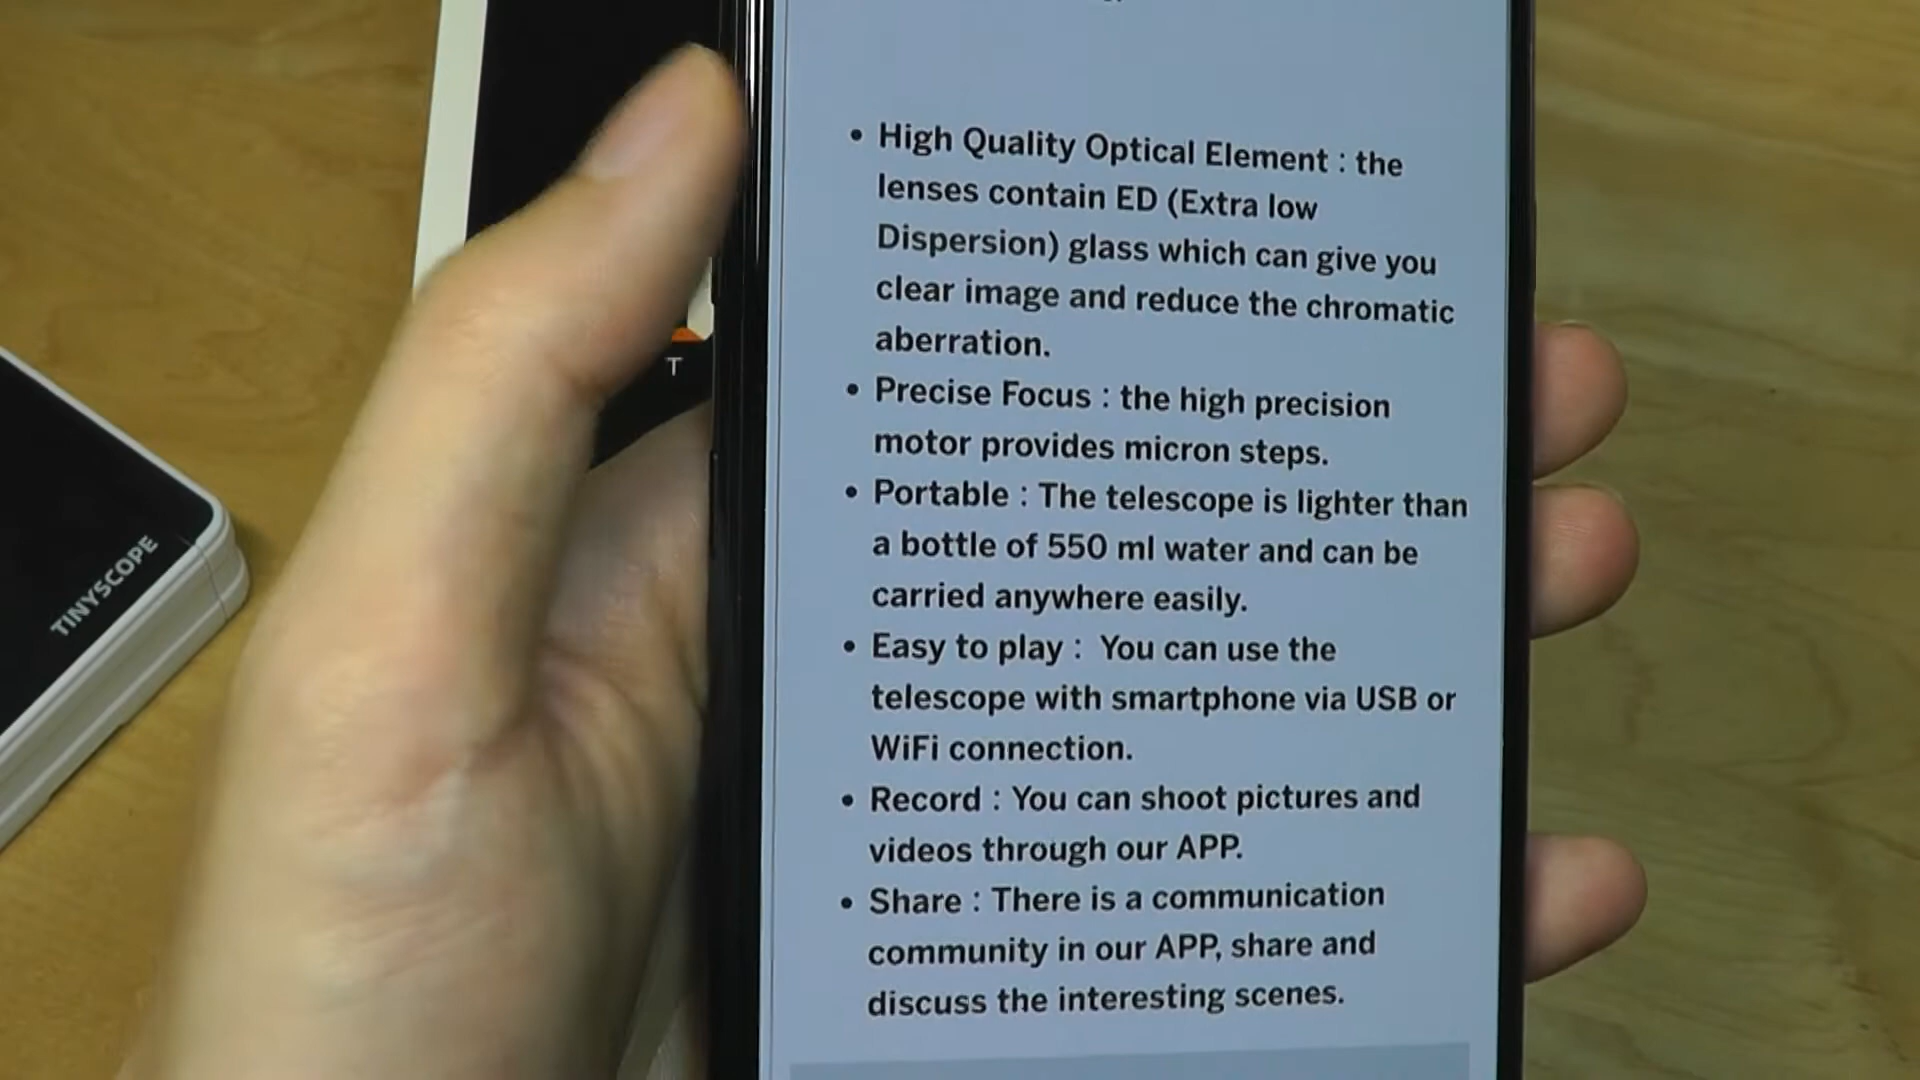 • High Quality Optical Element : the
lenses contain ED (Extra low
Dispersion) glass which can give you
clear image and reduce the chromatic
aberration.
• Precise Focus : the high precision
motor provides micron steps.
• Portable : The telescope is lighter than
a bottle of 550 ml water and can be
carried anywhere easily.
• Easy to play : You can use the
telescope with smartphone via USB or
WiFi connection.
• Record : You can shoot pictures and
videos through our APP.
• Share : There is a communication
community in our APP, share and
discuss the interesting scenes.
T
TINYSCOPE